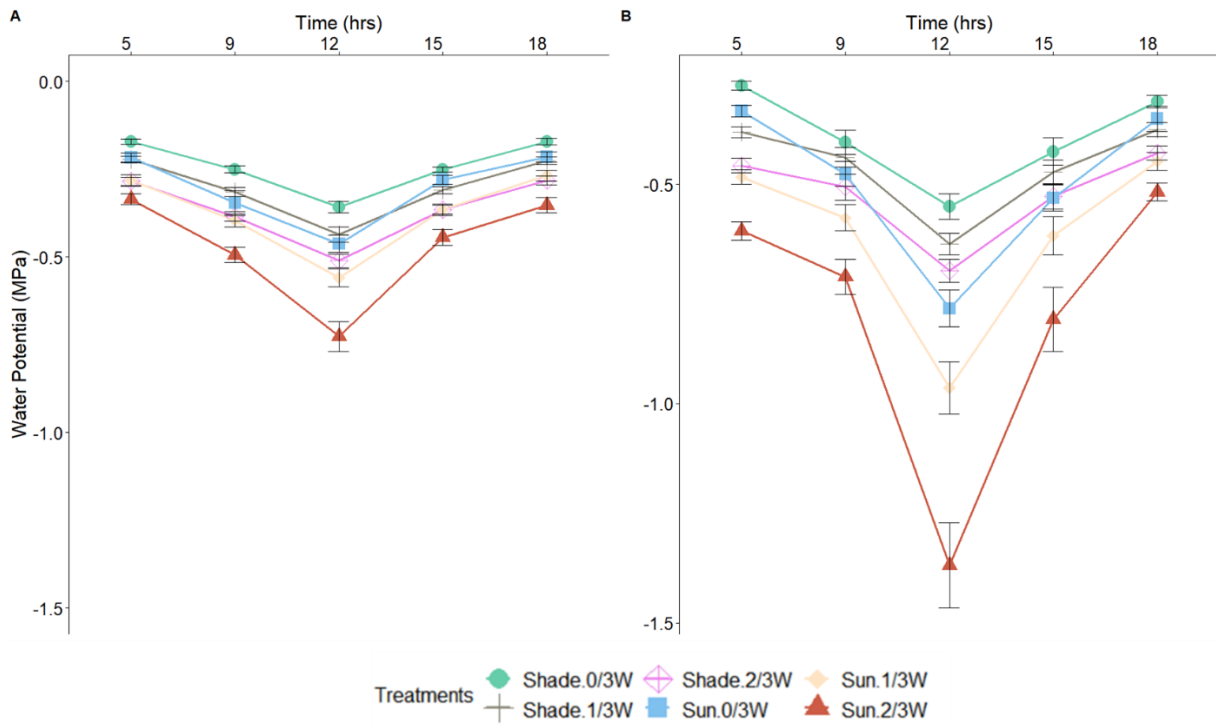 A
Time (hrs)
5 9 12 15 18
0.0
-0.5
-1.0
-1.5
Water Potential (MPa)
B
Time (hrs)
5 9 12 15 18
-0.5
-1.0
-1.5
Treatments
Shade.0/3W Shade.2/3W Sun.1/3W
Shade.1/3W Sun.0/3W Sun.2/3W